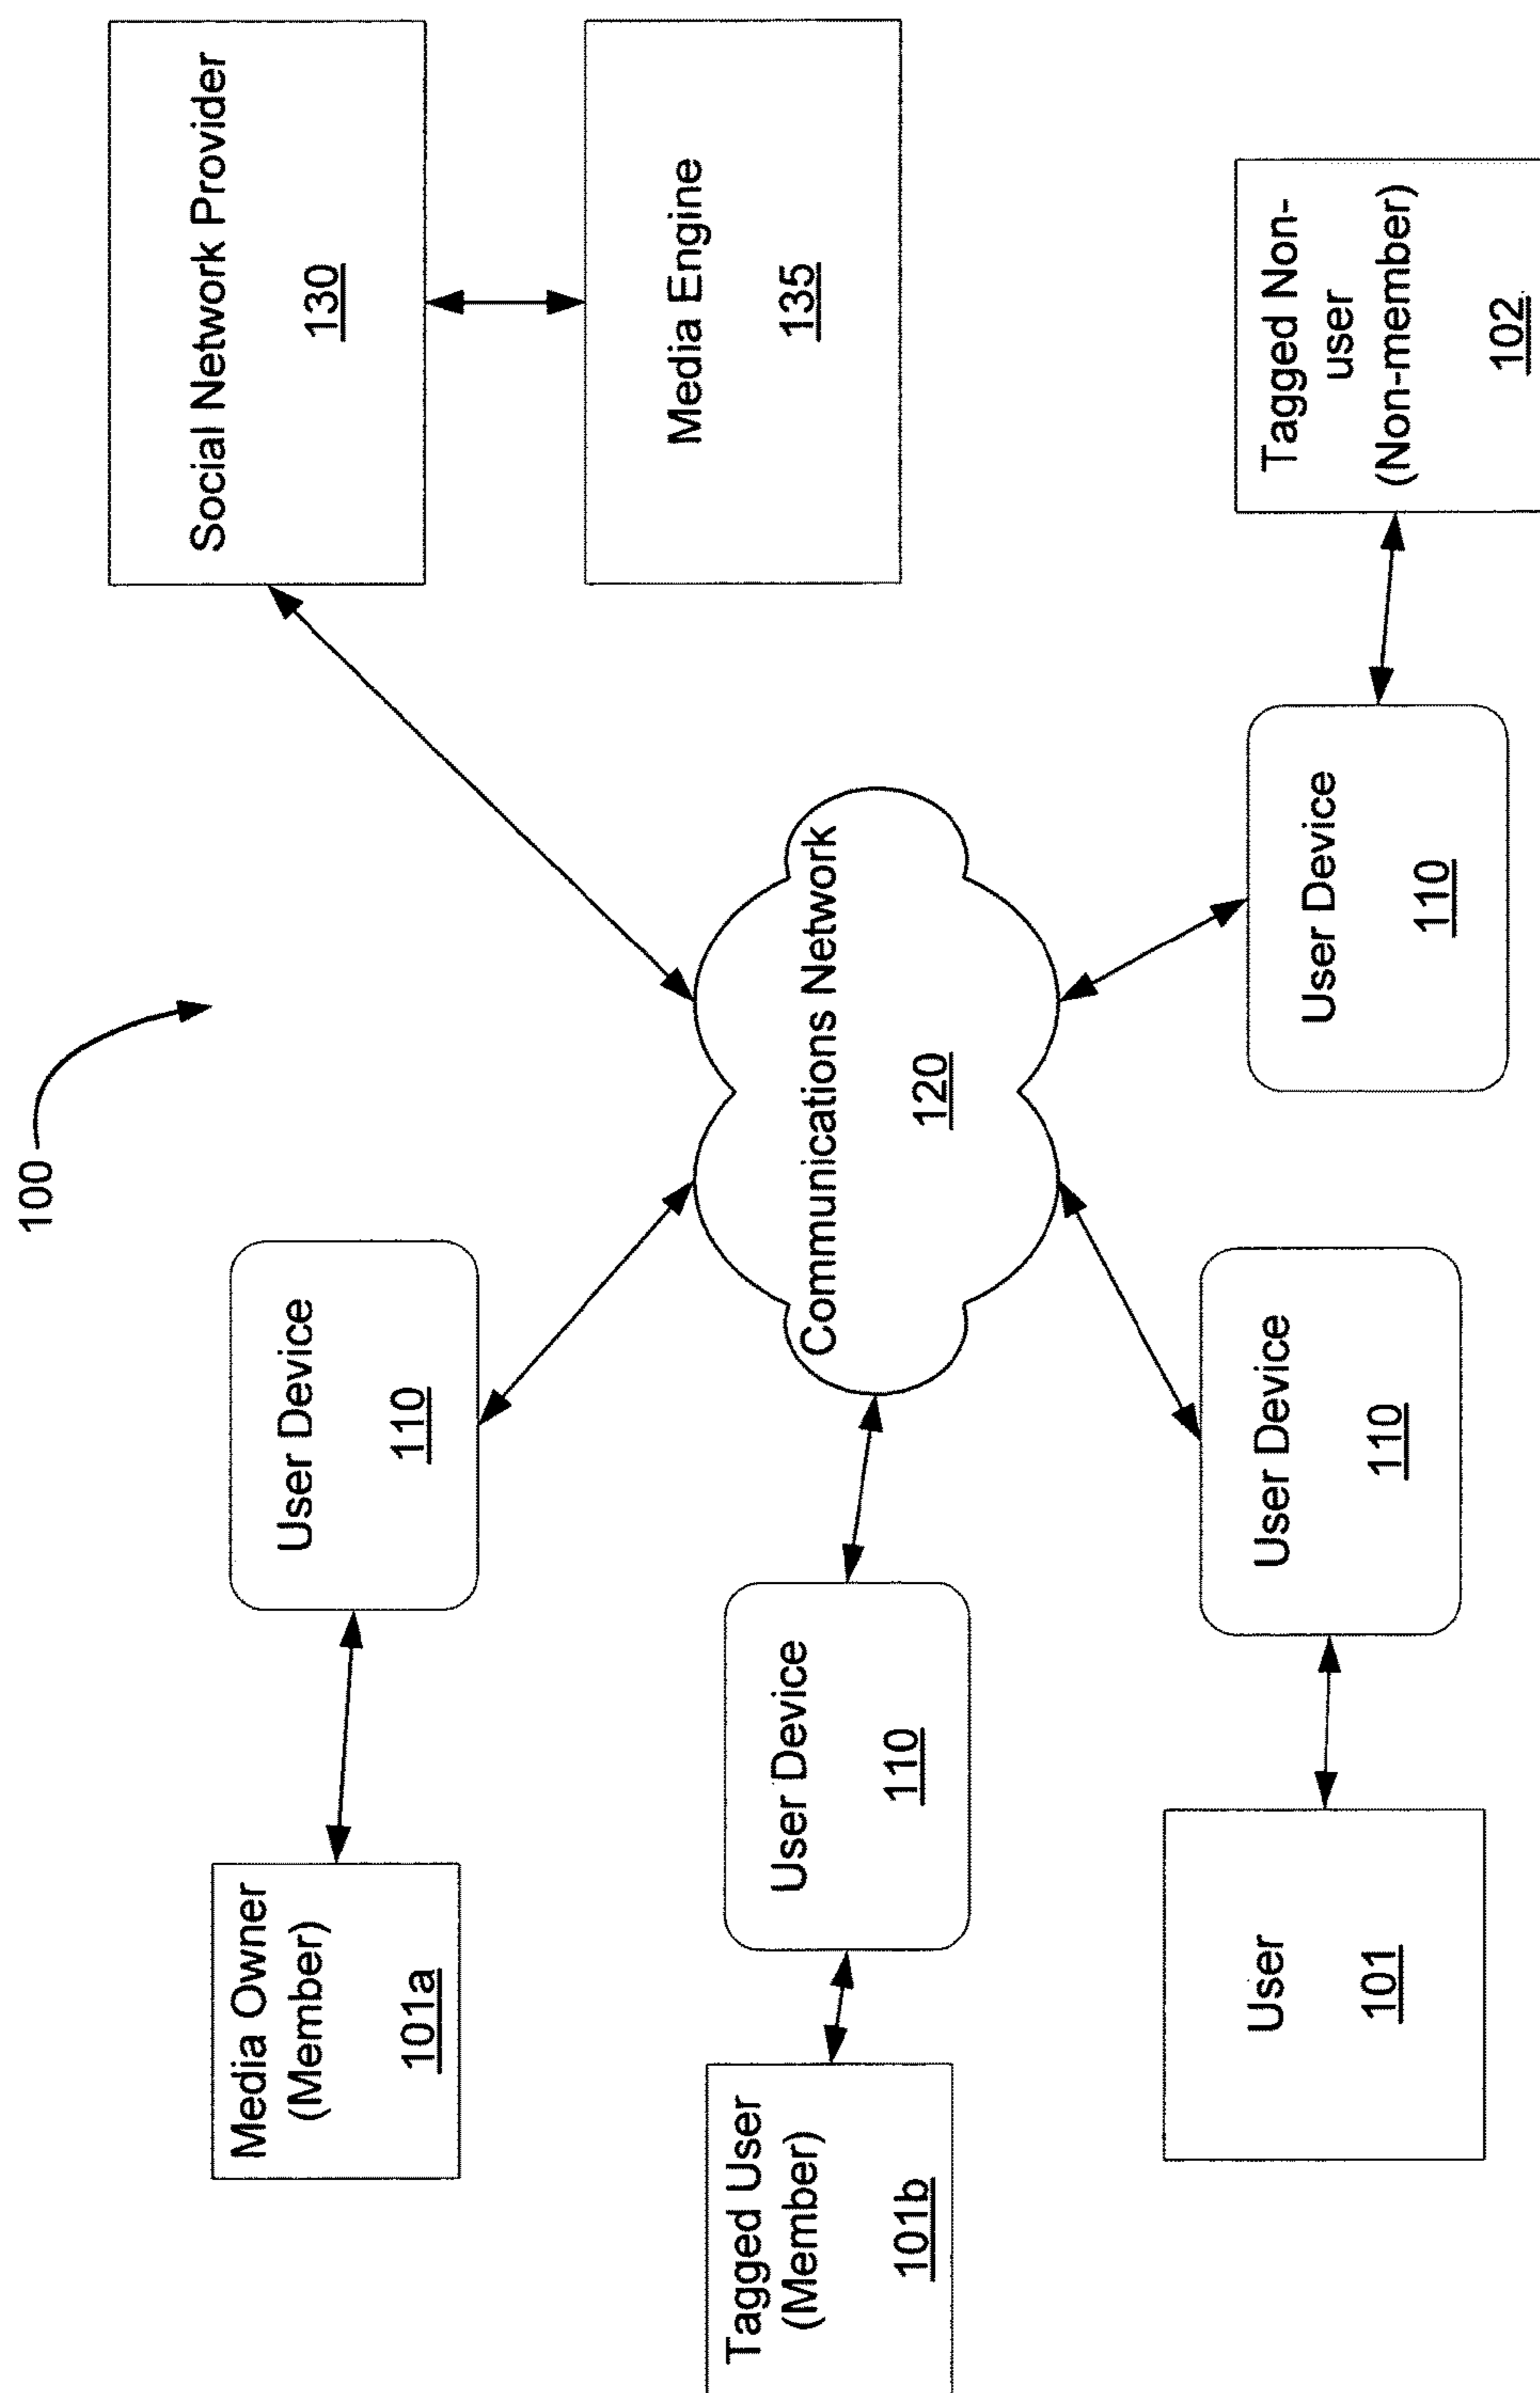 100
Media Owner
(Member)
101a
User Device
110
Social Network Provider
130
Media Engine
135
Tagged User
(Member)
101b
User Device
110
Communications Network
120
User
101
User Device
110
User Device
110
Tagged Non-
user
(Non-member)
102